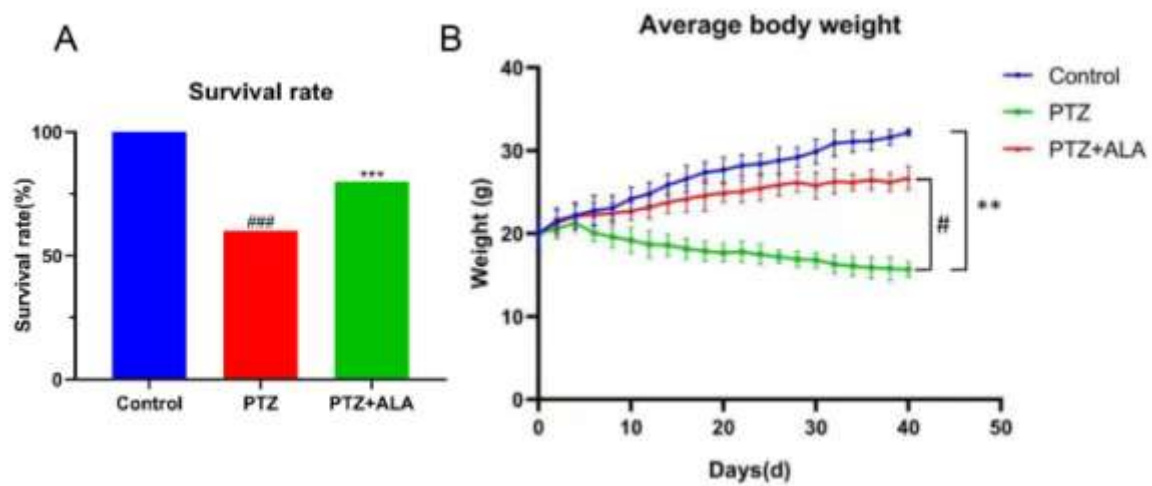 A
Survival rate
Survival rate(%)
100
50
0
###
***
Control
PTZ
PTZ+ALA
B
Average body weight
Weight (g)
40
30
20
10
0
0
10
20
30
40
50
Days(d)
Control
PTZ
PTZ+ALA
#
**